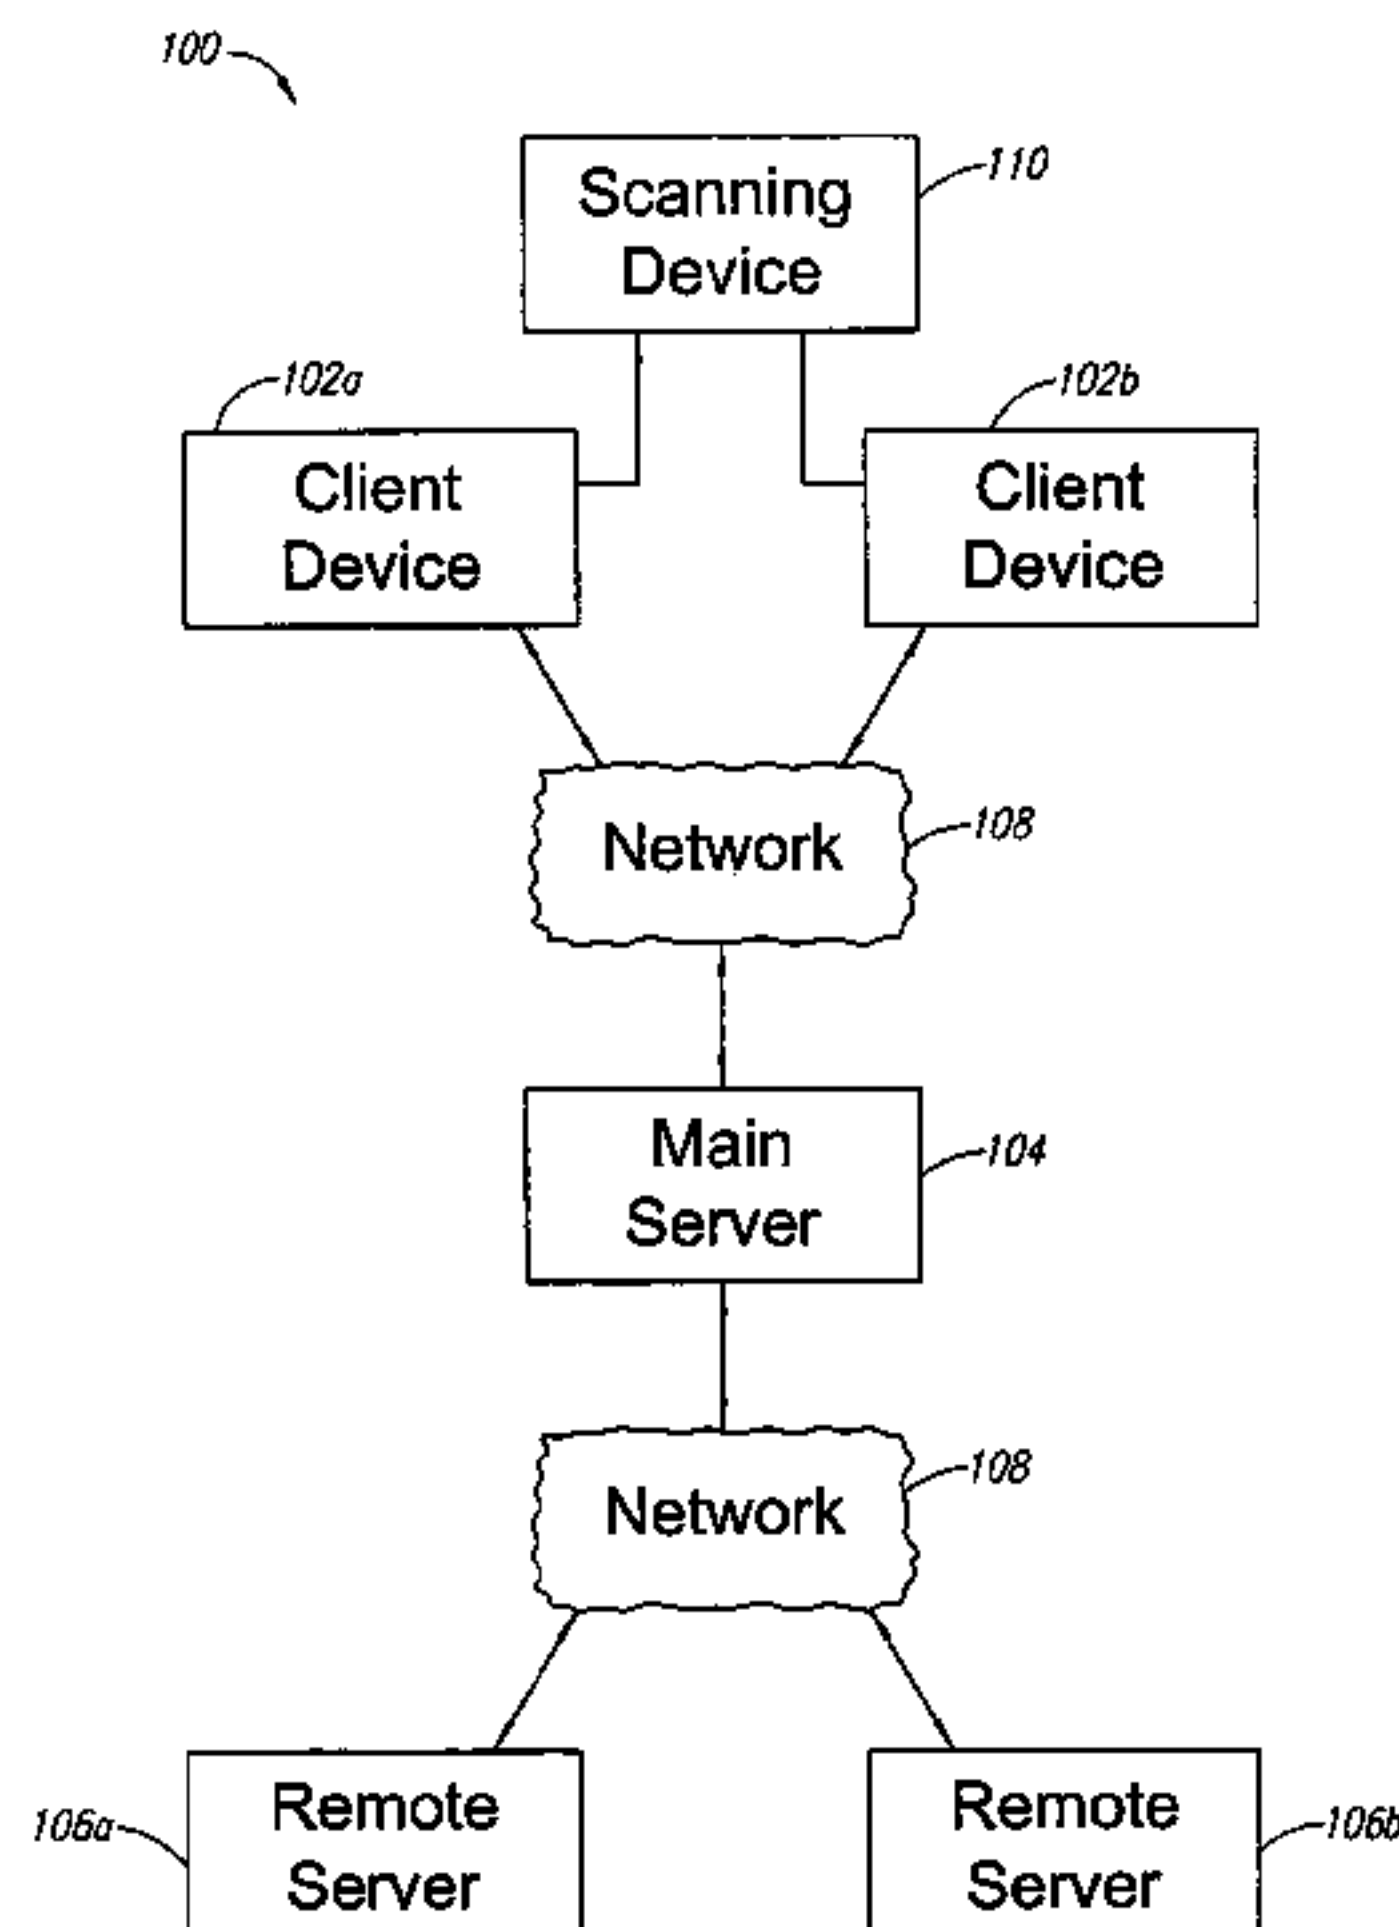 100
Scanning
Device
110
102a
102b
Client
Device
Client
Device
Network
108
Main
Server
104
Network
108
106a
Remote
Server
Remote
Server
106b